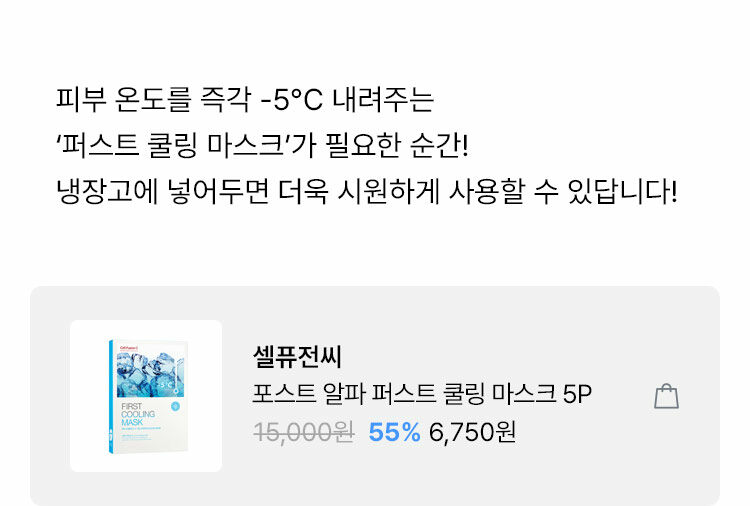 피부 온도를 즉각 -5°C 내려주는
‘퍼스트 쿨링 마스크’가 필요한 순간!
냉장고에 넣어두면 더욱 시원하게 사용할 수 있답니다!
셀퓨전씨
포스트 알파 퍼스트 쿨링 마스크 5P
15,000원 55% 6,750원
-5°C
FIRST
COOLING
MASK